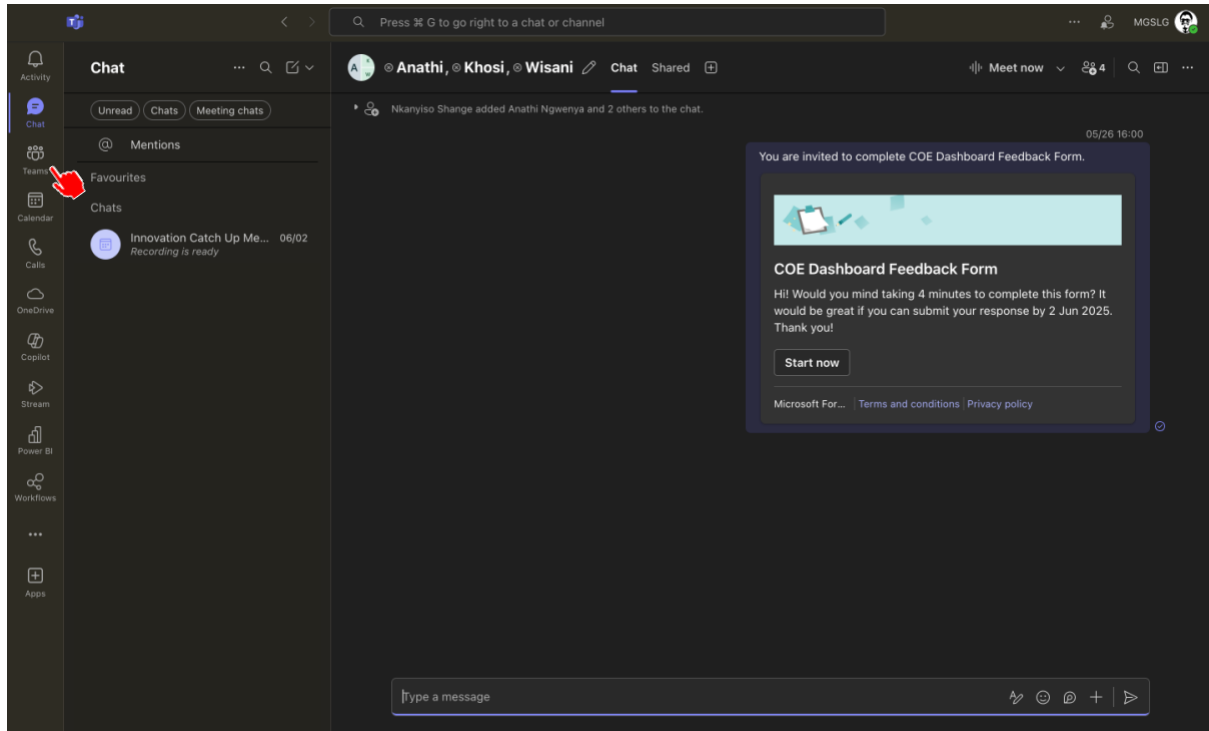 Press ⌘ G to go right to a chart or channel
MGSLG
Activity
Chat
Teams
Calendar
Calls
OneDrive
Copilot
Stream
Power BI
Workflows
Apps
Chat
Unread
Chats
Meeting chats
@ Mentions
Favourites
Chats
Innovation Catch Up Me... 06/02
Recording is ready
Anathi, Khosi, Wisani
Chat
Shared
Meet now
4
Nkanyiso Shange added Anathi Ngwenya and 2 others to the chat.
05/26 16:00
You are invited to complete COE Dashboard Feedback Form.
COE Dashboard Feedback Form
Hi! Would you mind taking 4 minutes to complete this form? It
would be great if you can submit your response by 2 Jun 2025.
Thank you!
Start now
Microsoft For... Terms and conditions Privacy policy
Type a message